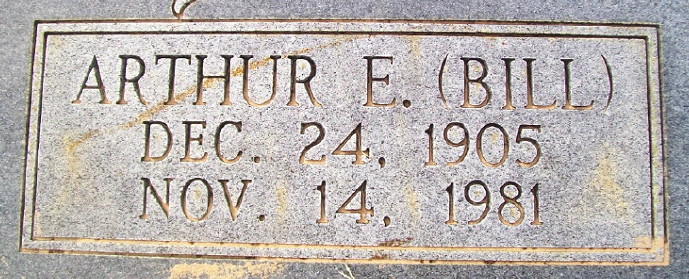 ARTHUR E. (BILL)
DEC. 24, 1905
NOV. 14, 1981